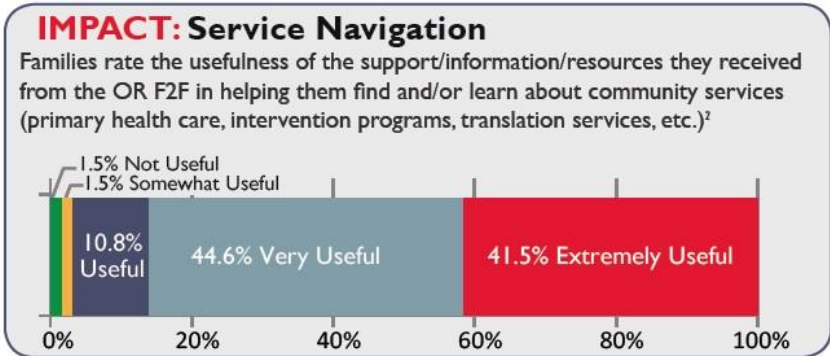 IMPACT: Service Navigation
Families rate the usefulness of the support/information/resources they received
from the OR F2F in helping them find and/or learn about community services
(primary health care, intervention programs, translation services, etc.)²
1.5% Not Useful
1.5% Somewhat Useful
10.8%
Useful
44.6% Very Useful
41.5% Extremely Useful
0%
20%
40%
60%
80%
100%